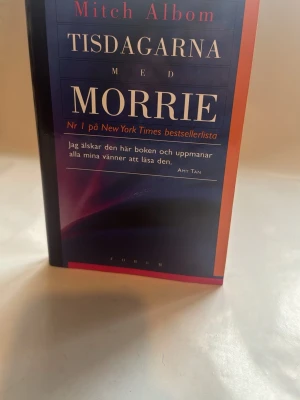 Mitch Albom
TISDAGARNA
MED
MORRIE
Nr 1 på New York Times bestsellerlista
Jag älskar den här boken och uppmanar
alla mina vänner att läsa den.
AMY TAN
FORUM